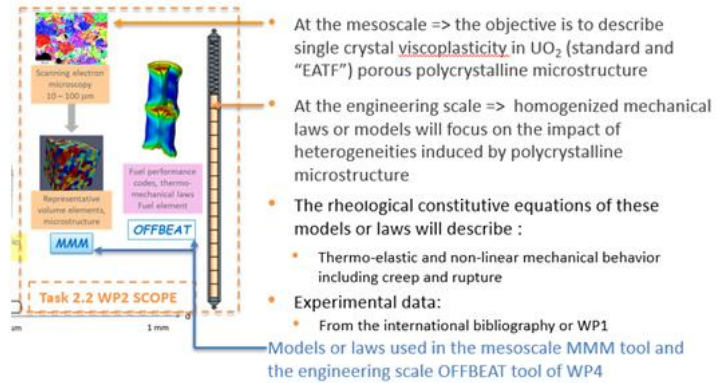 Scanning electron
microscopy
10 – 100 µm
Representative
volume elements,
microstructure
MMM
Fuel performance
codes, thermo-
mechanical laws
Fuel element
OFFBEAT
Task 2.2 WP2 SCOPE
1 mm
• At the mesoscale => the objective is to describe
single crystal viscoplasticity in UO₂ (standard and
“EATF”) porous polycrystalline microstructure
• At the engineering scale => homogenized mechanical
laws or models will focus on the impact of
heterogeneities induced by polycrystalline
microstructure
• The rheological constitutive equations of these
models or laws will describe :
• Thermo-elastic and non-linear mechanical behavior
including creep and rupture
• Experimental data:
• From the international bibliography or WP1
Models or laws used in the mesoscale MMM tool and
the engineering scale OFFBEAT tool of WP4